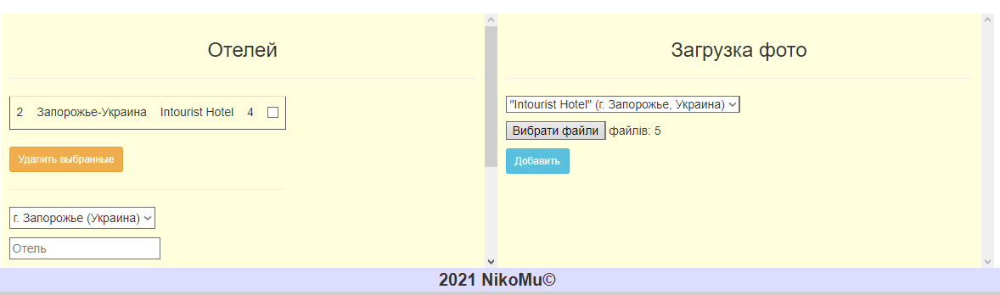 Отелей
2 Запорожье-Украина Intourist Hotel 4
Удалить выбранные
г. Запорожье (Украина)
Отель
Загрузка фото
"Intourist Hotel" (г. Запорожье, Украина)
Вибрати файли файлів: 5
Добавить
2021 NikoMu©